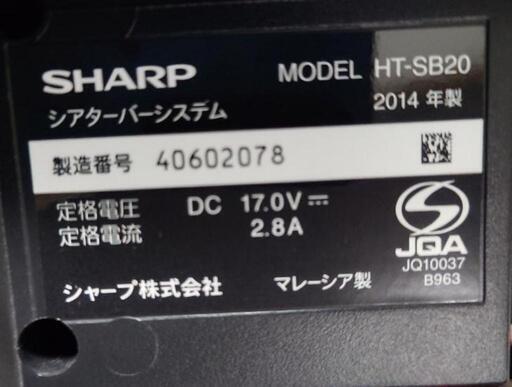 SHARP MODEL HT-SB20
シアターバーシステム 2014 年製
製造番号 40602078
定格電圧 DC 17.0V ⎓
定格電流 2.8A
JQA
JQ10037
シャープ株式会社 マレーシア製 B963